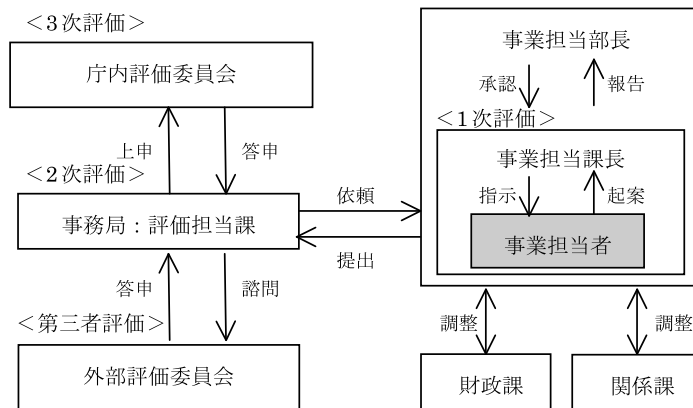 ＜3次評価＞
庁内評価委員会
上申
答申
＜2次評価＞
事務局：評価担当課
依頼
提出
答申
諮問
＜第三者評価＞
外部評価委員会
事業担当部長
承認
報告
＜1次評価＞
事業担当課長
指示
起案
事業担当者
調整
調整
財政課
関係課